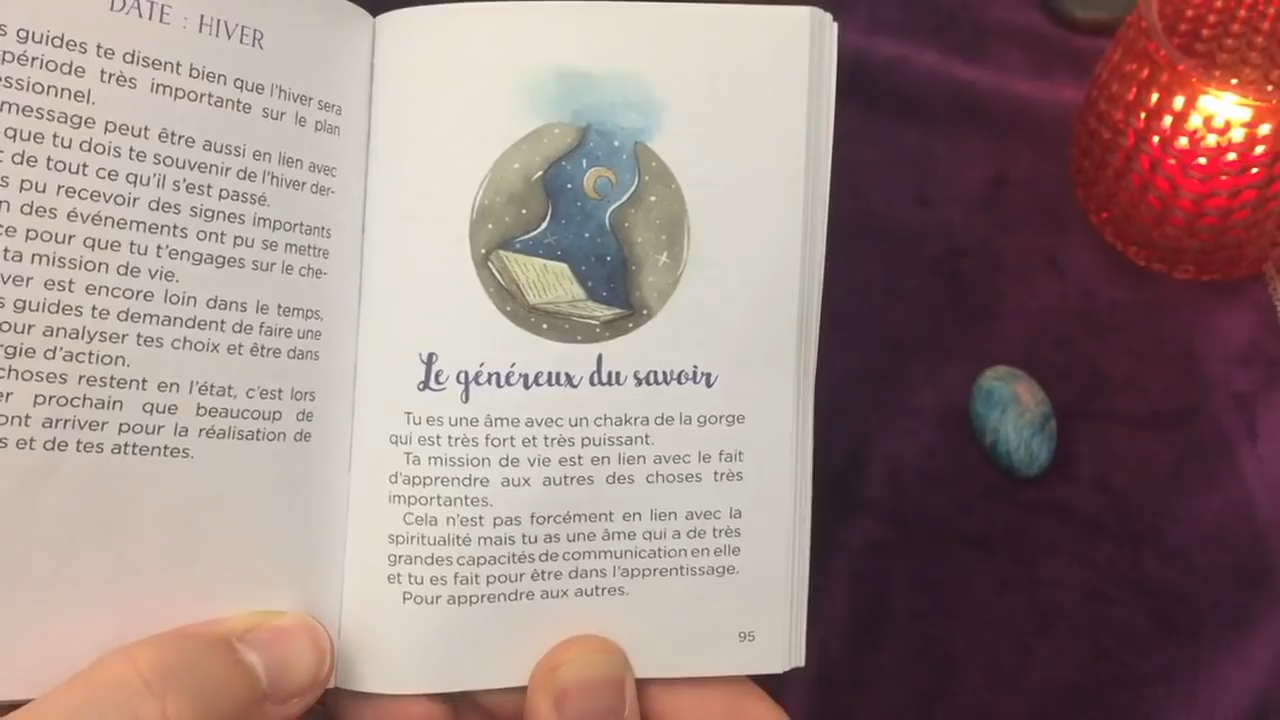 DATE : HIVER
guides te disent bien que l'hiver sera
période très importante sur le plan
message peut être aussi en lien avec
que tu dois te souvenir de l'hiver der-
de tout ce qu'il s'est passé.
pu recevoir des signes importants
des événements ont pu se mettre
pour que tu t'engages sur le che-
ta mission de vie.
est encore loin dans le temps,
guides te demandent de faire une
pour analyser tes choix et être dans
d'action.
choses restent en l'état, c'est lors
prochain que beaucoup de
arriver pour la réalisation de
et de tes attentes.
Le généreux du savoir
Tu es une âme avec un chakra de la gorge
qui est très fort et très puissant.
Ta mission de vie est en lien avec le fait
d'apprendre aux autres des choses très
importantes.
Cela n'est pas forcément en lien avec la
spiritualité mais tu as une âme qui a de très
grandes capacités de communication en elle
et tu es fait pour être dans l'apprentissage.
Pour apprendre aux autres.
95